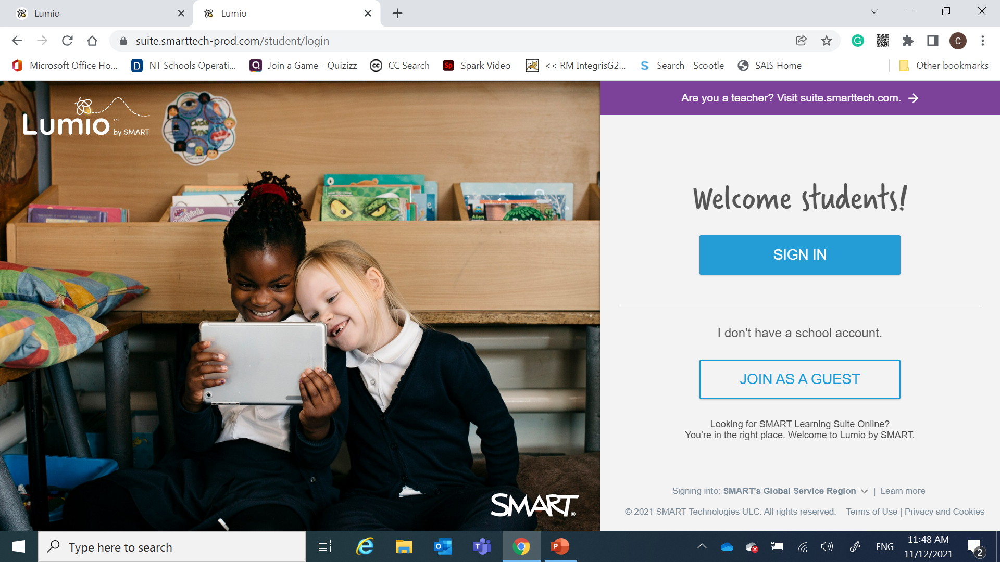 Lumio
Lumio
suite.smarttech-prod.com/student/login
C
Microsoft Office Ho...
NT Schools Operati...
Join a Game - Quizizz
CC Search
Spark Video
<< RM IntegrisG2...
Search - Scootle
SAIS Home
Other bookmarks
Lumio™
by SMART
Are you a teacher? Visit suite.smarttech.com. →
Welcome students!
SIGN IN
I don't have a school account.
JOIN AS A GUEST
Looking for SMART Learning Suite Online?
You're in the right place. Welcome to Lumio by SMART.
Songbirds
Alien
SMART®
Signing into: SMART's Global Service Region | Learn more
© 2021 SMART Technologies ULC. All rights reserved. Terms of Use | Privacy and Cookies
Type here to search
ENG
11:48 AM
11/12/2021
2